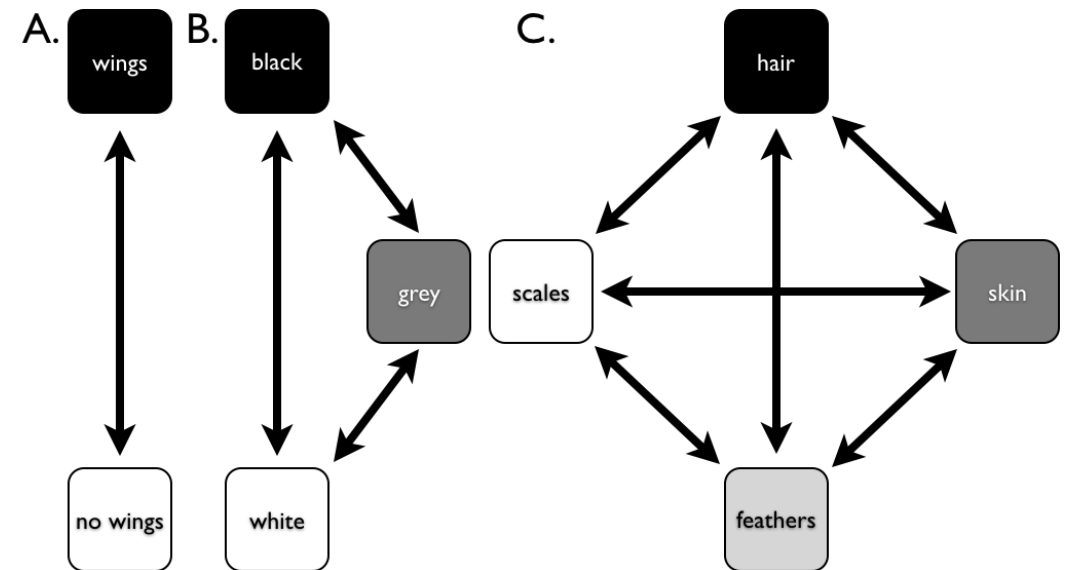 A.
wings
no wings
B.
black
grey
white
C.
hair
scales
skin
feathers